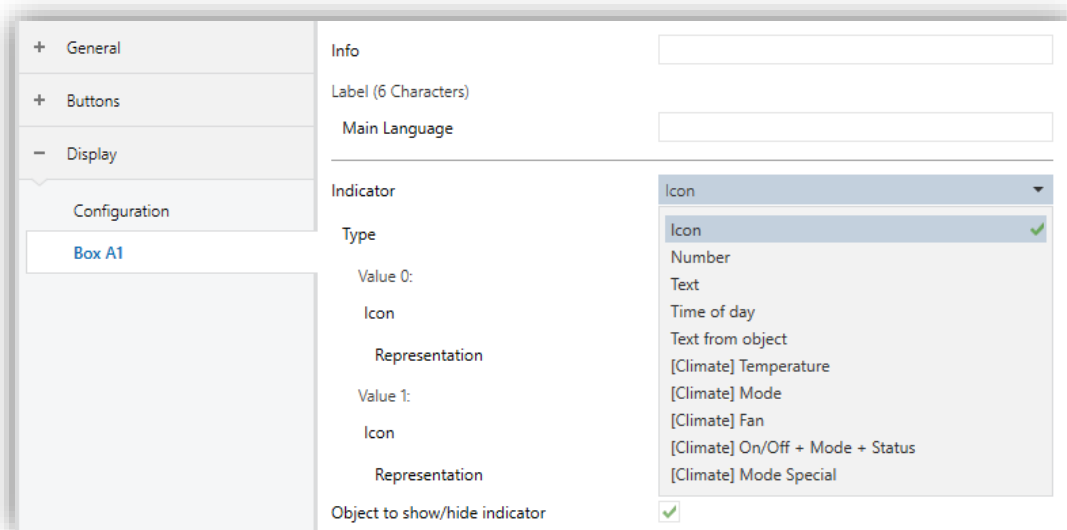 General
Buttons
Display
Configuration
Box A1
Info
Label (6 Characters)
Main Language
Indicator
Icon
Type
Value 0:
Icon
Representation
Value 1:
Icon
Representation
Object to show/hide indicator
Icon
Number
Text
Time of day
Text from object
[Climate] Temperature
[Climate] Mode
[Climate] Fan
[Climate] On/Off + Mode + Status
[Climate] Mode Special